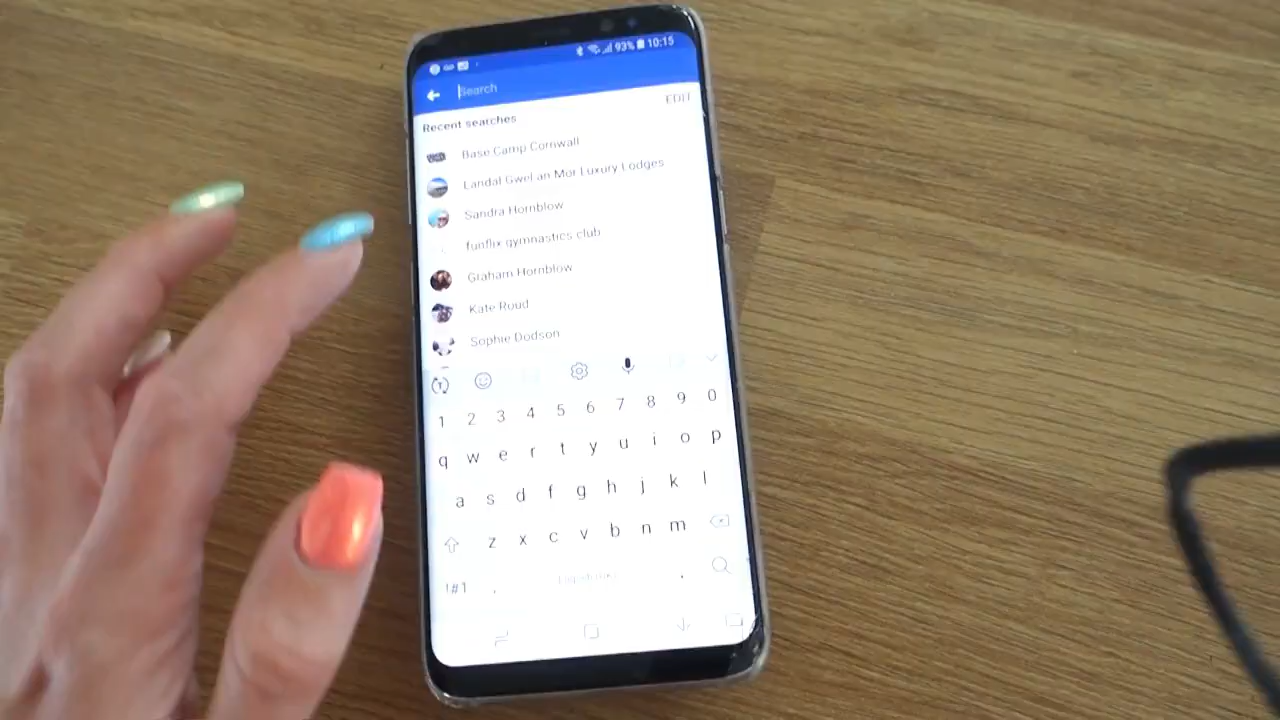 93% 10:15
Search
Recent searches EDIT
Base Camp Cornwall
Landal Gwel an Mor Luxury Lodges
Sandra Hornblow
funflix gymnastics club
Graham Hornblow
Kate Roud
Sophie Dodson
1 2 3 4 5 6 7 8 9 0
q w e r t y u i o p
a s d f g h j k l
z x c v b n m
!#1 , .